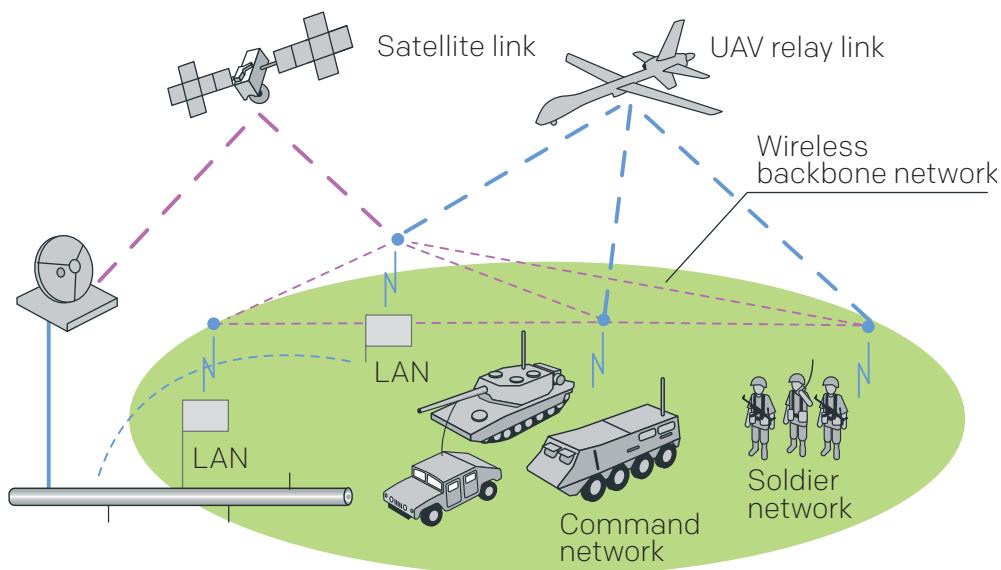 Satellite link
UAV relay link
Wireless
backbone network
LAN
LAN
Command
network
Soldier
network